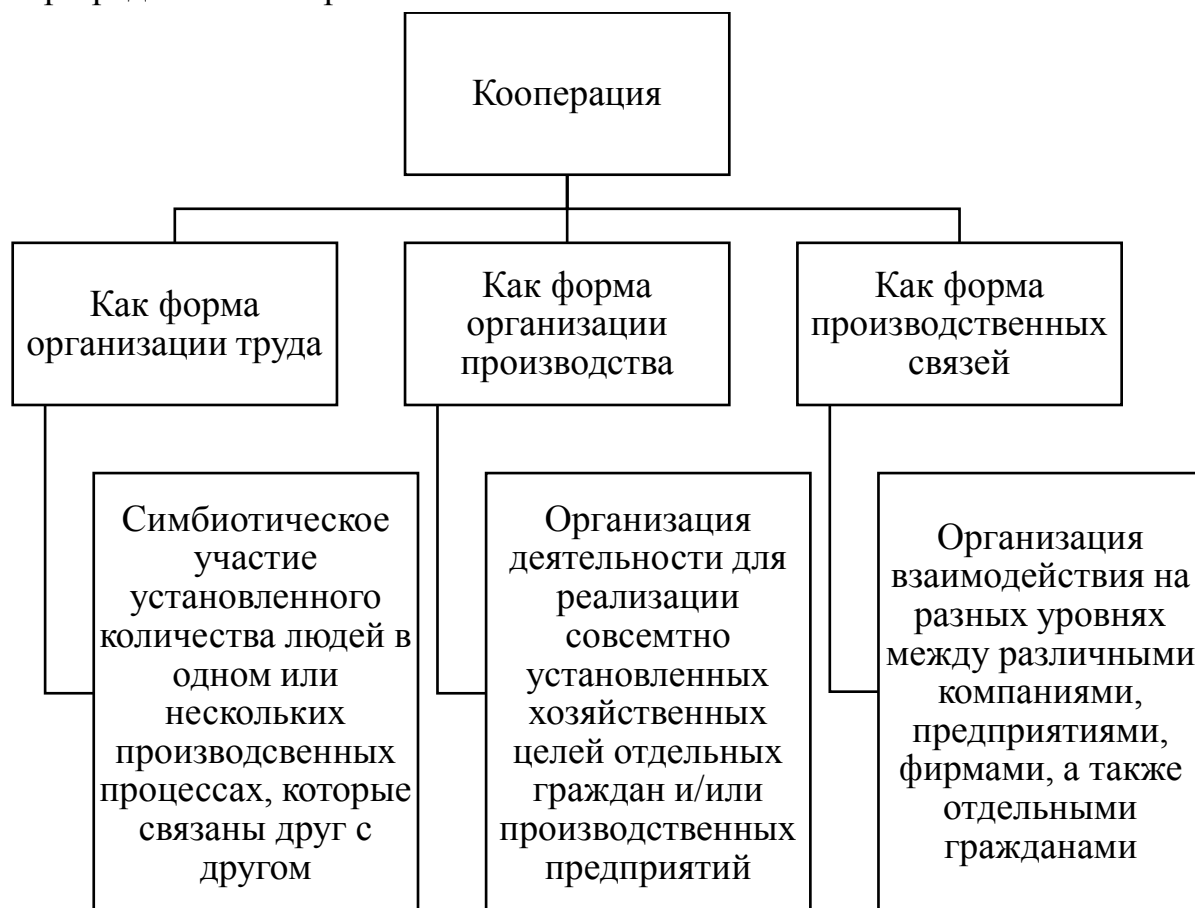 Кооперация
Как форма
организации труда
Как форма
организации
производства
Как форма
производственных
связей
Симбиотическое
участие
установленного
количества людей в
одном или
нескольких
производсвенных
процессах, которые
связаны друг с
другом
Организация
деятельности для
реализации
совсемтно
установленных
хозяйственных
целей отдельных
граждан и/или
производственных
предприятий
Организация
взаимодействия на
разных уровнях
между различными
компаниями,
предприятиями,
фирмами, а также
отдельными
гражданами